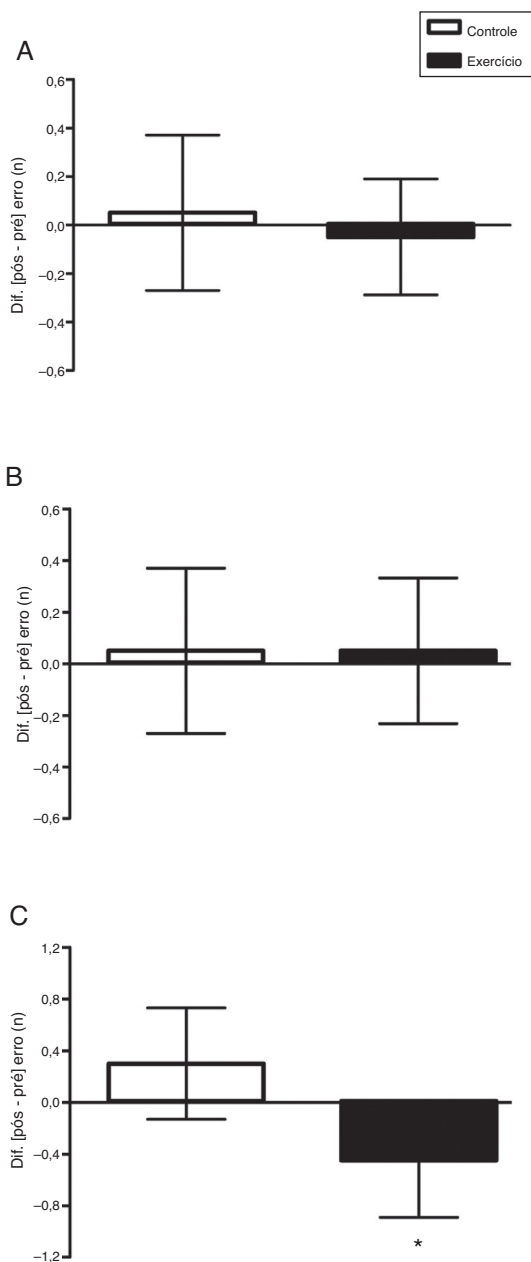 Controle
Exercício
A
0,6
0,4
0,2
0,0
–0,2
–0,4
–0,6
Dif. [pós - pré] erro (n)
B
0,6
0,4
0,2
0,0
–0,2
–0,4
–0,6
Dif. [pós - pré] erro (n)
C
1,2
0,8
0,4
0,0
–0,4
–0,8
–1,2
Dif. [pós - pré] erro (n)
*